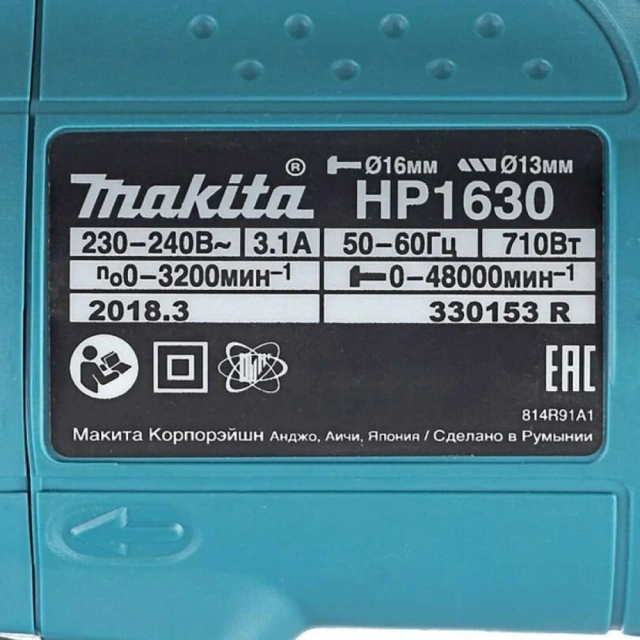 ® Ø16мм Ø13мм
makita HP1630
230-240В~ 3.1А 50-60Гц 710Вт
n₀0-3200мин⁻¹ 0-48000мин⁻¹
2018.3 330153 R
EAC
814R91A1
Макита Корпорэйшн Анджо, Аичи, Япония / Сделано в Румынии